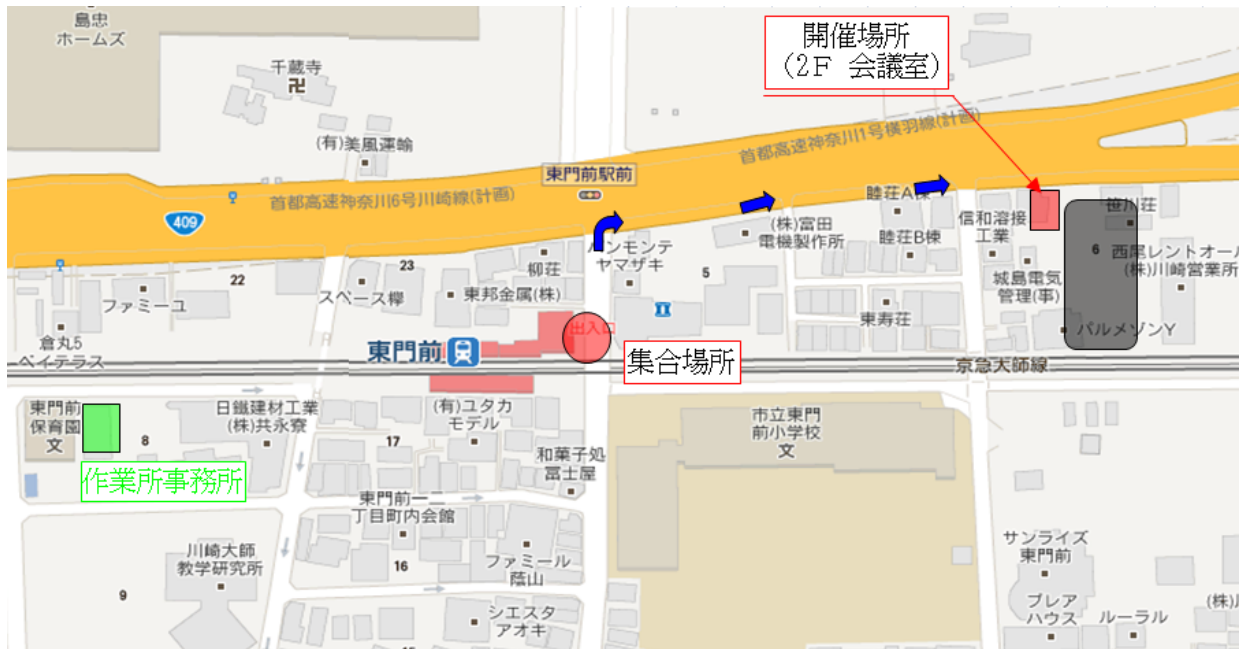 島忠
ホームズ
開催場所
(2F 会議室)
千蔵寺
(有)美風運輸
首都高速神奈川1号横羽線(計画)
東門前駅前
首都高速神奈川6号川崎線(計画)
409
睦荘A棟
笹川荘
信和溶接
工業
(株)富田
電機製作所
睦荘B棟
ヤマザキ
柳荘
23
22
5
6
西尾レントオール
(株)川崎営業所
城島電気
管理(事)
スペース欅
東邦金属(株)
ファミーユ
東寿荘
出入口
パルメゾンY
倉丸5
ベイテラス
東門前
集合場所
京急大師線
東門前
保育園
文
8
日鐵建材工業
(株)共永寮
(有)ユタカ
モデル
17
市立東門
前小学校
文
和菓子処
冨士屋
作業所事務所
東門前一二
丁目町内会館
川崎大師
教学研究所
16
ファミール
蔭山
サンライズ
東門前
9
シエスタ
アオキ
ブレア
ハウス
ルーラル
(株)